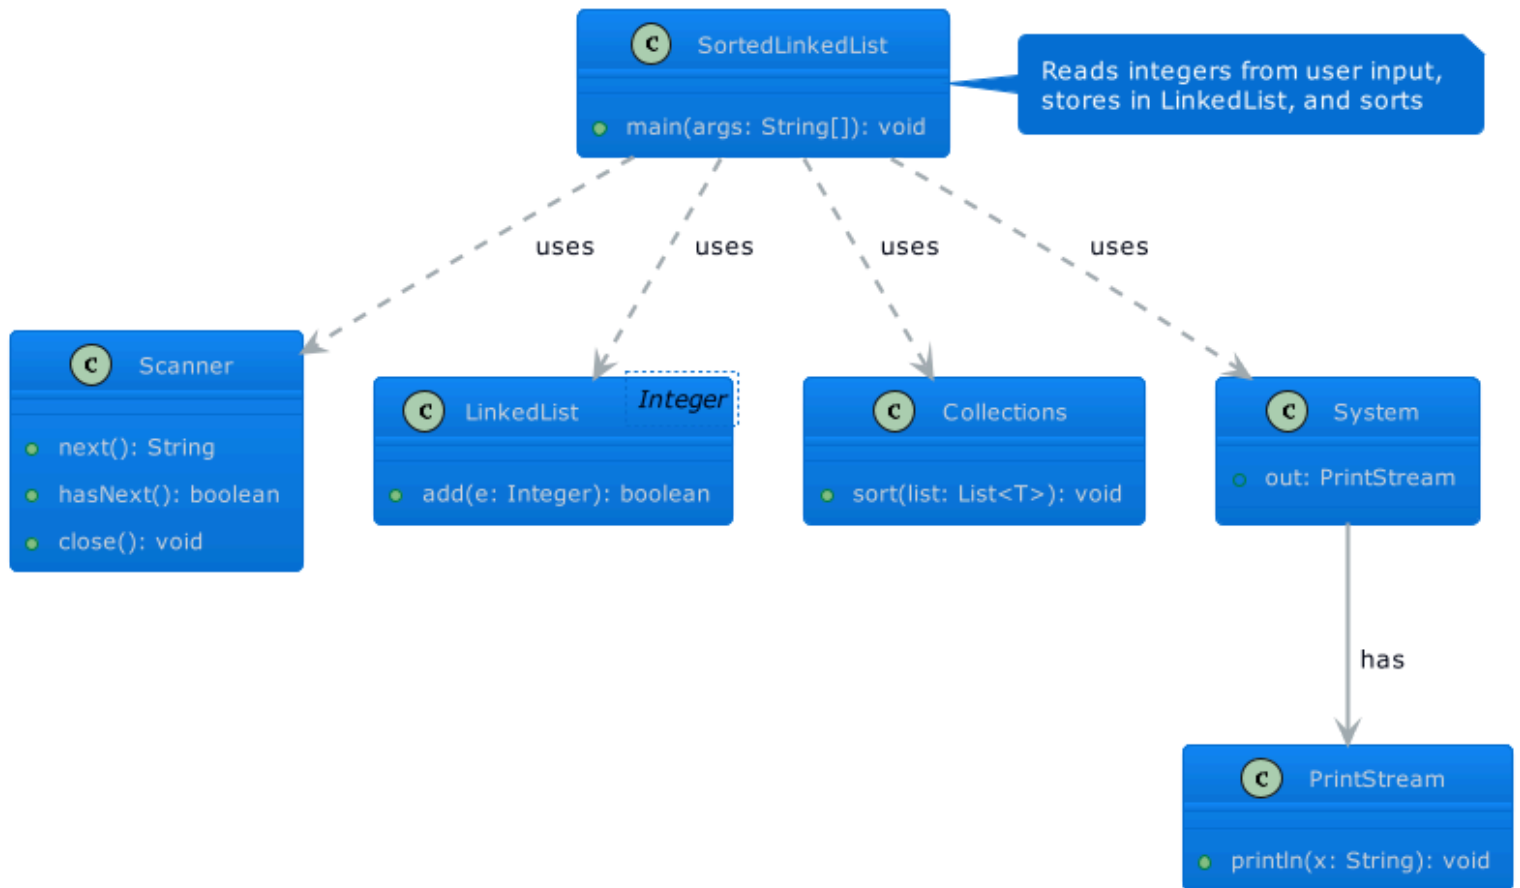 C SortedLinkedList
main(args: String[]): void
Reads integers from user input,
stores in LinkedList, and sorts
uses
uses
uses
uses
C Scanner
next(): String
hasNext(): boolean
close(): void
C LinkedList
Integer
add(e: Integer): boolean
C Collections
sort(list: List<T>): void
C System
out: PrintStream
has
C PrintStream
println(x: String): void